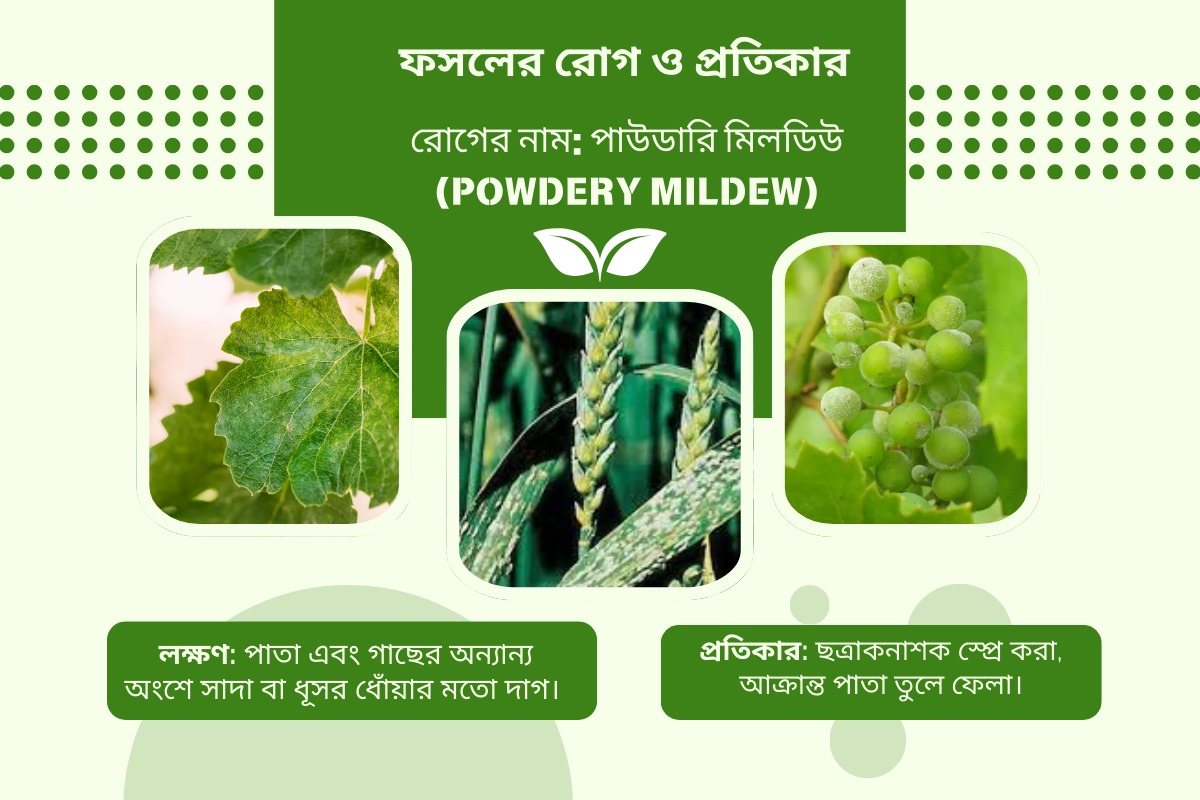 ফসলের রোগ ও প্রতিকার
রোগের নাম: পাউডারি মিলডিউ
(POWDERY MILDEW)
লক্ষণ: পাতা এবং গাছের অন্যান্য
অংশে সাদা বা ধূসর ধোঁয়ার মতো দাগ।
প্রতিকার: ছত্রাকনাশক স্প্রে করা,
আক্রান্ত পাতা তুলে ফেলা।